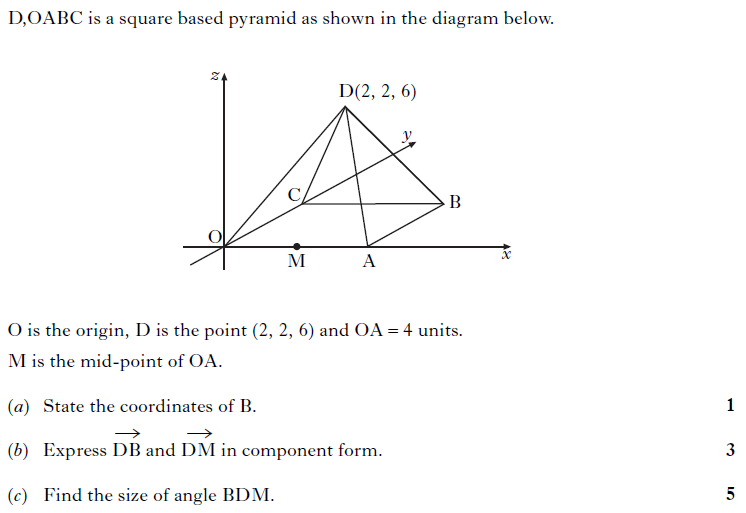 D,OABC is a square based pyramid as shown in the diagram below.
z
D(2, 2, 6)
y
C
B
O
M
A
x
O is the origin, D is the point (2, 2, 6) and OA = 4 units.
M is the mid-point of OA.
(a) State the coordinates of B. 1
(b) Express DB and DM in component form. 3
(c) Find the size of angle BDM. 5